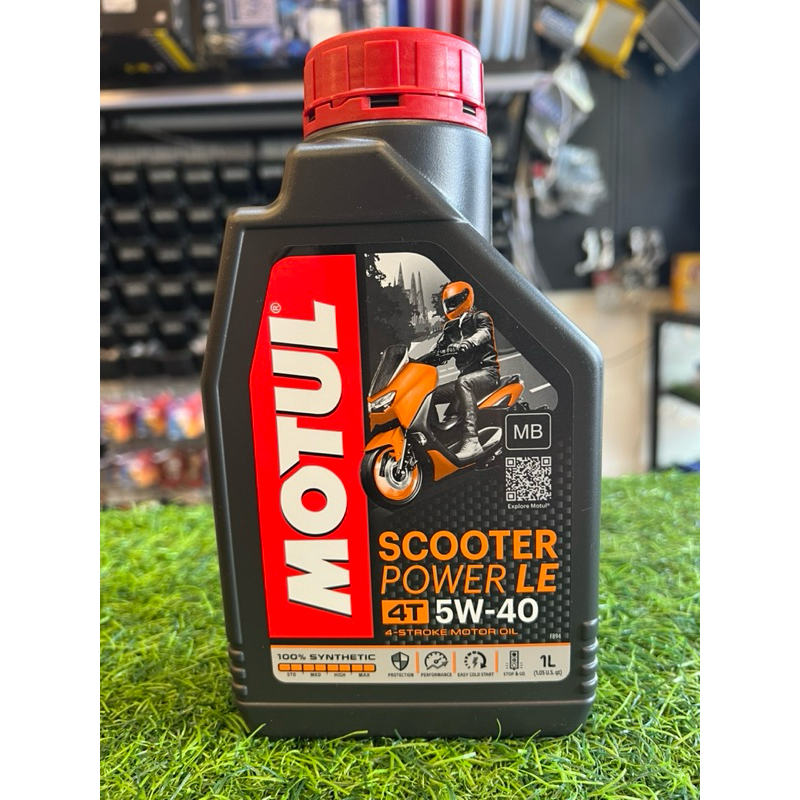 MOTUL®
MB
Explore Motul®
SCOOTER
POWER LE
4T 5W-40
4-STROKE MOTOR OIL
F894
100% SYNTHETIC
STD MED HIGH MAX
PROTECTION
PERFORMANCE
EASY COLD START
STOP & GO
1L
(1.05 U.S. qt)